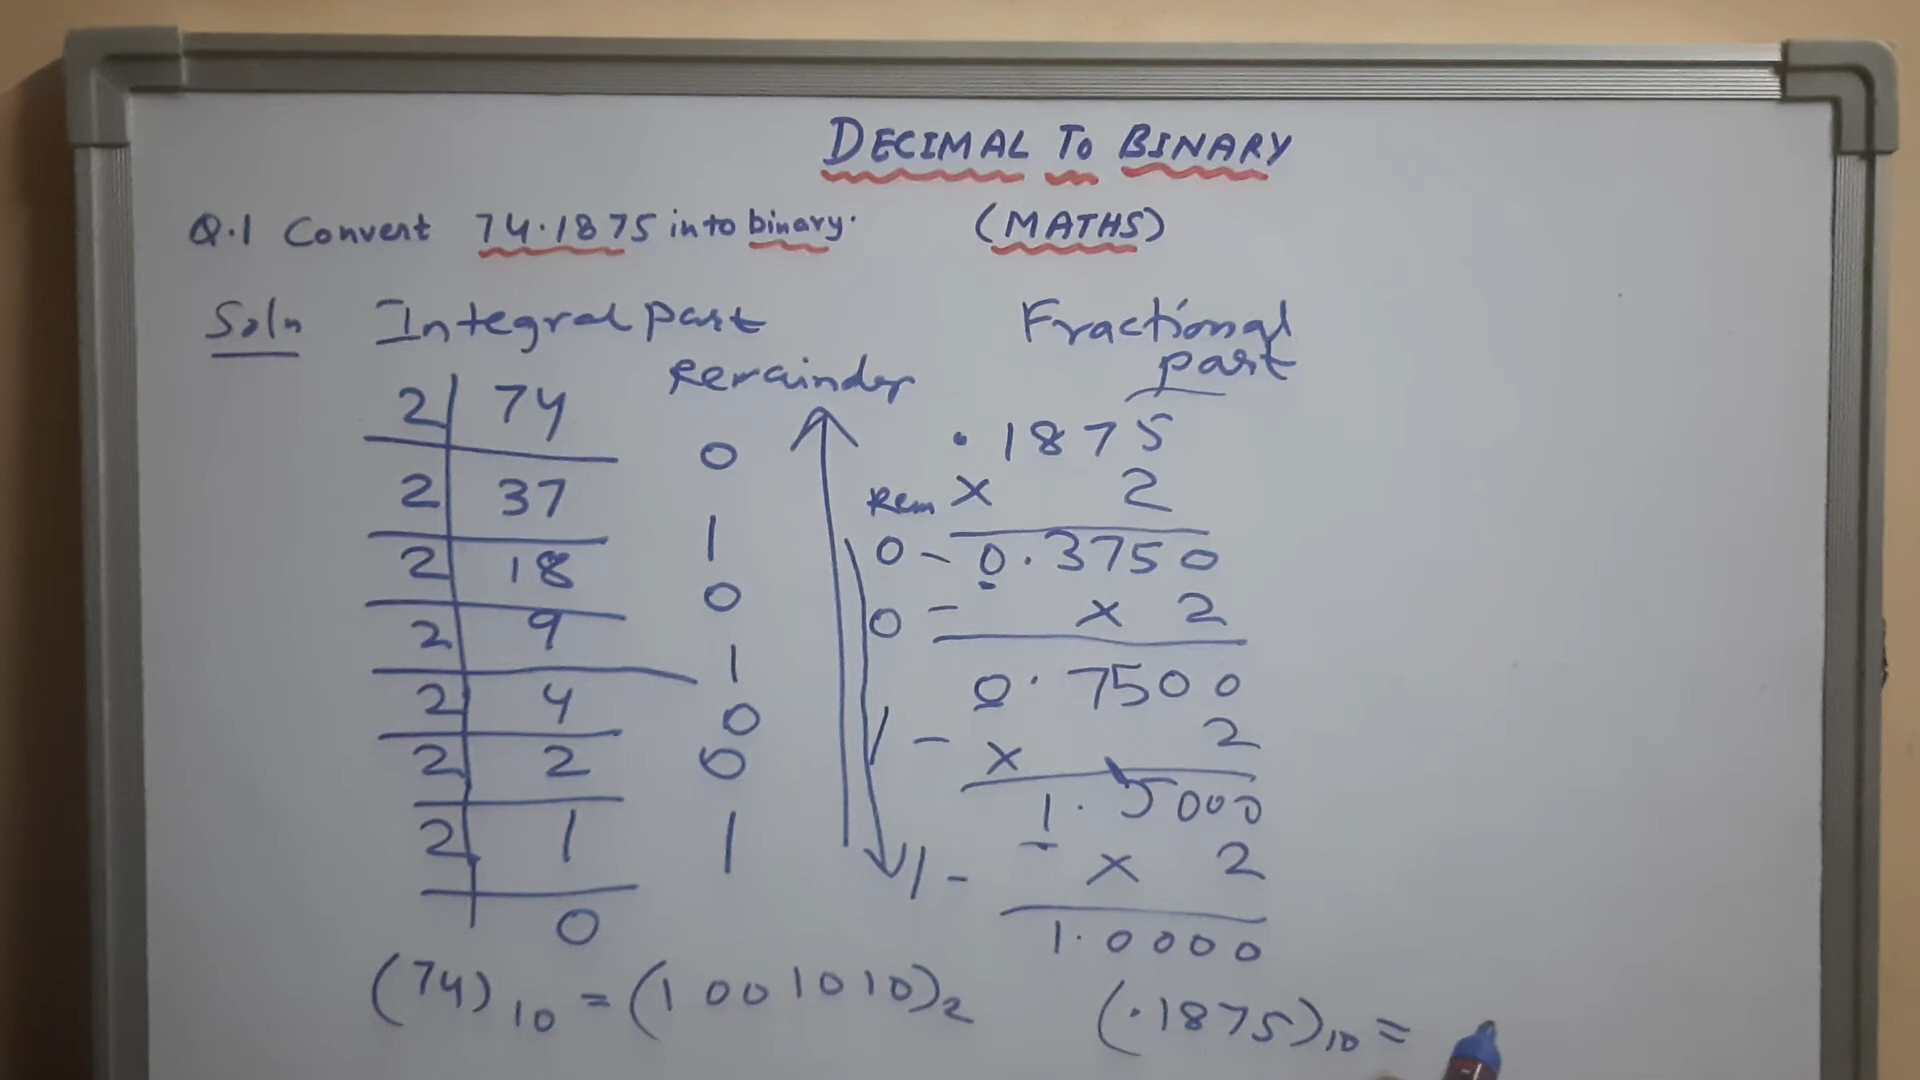 DECIMAL TO BINARY
Q.1 Convert 74.1875 into binary. (MATHS)
Soln Integral part
Remainder
2 74
0
2 37
1
2 18
0
2 9
1
2 4
0
2 2
0
2 1
1
0
(74)10 = (1001010)2
Fractional
part
.1875
Rem × 2
0 - 0.3750
0 - × 2
0.7500
1 - × 2
1.5000
1 - × 2
1.0000
(.1875)10 =